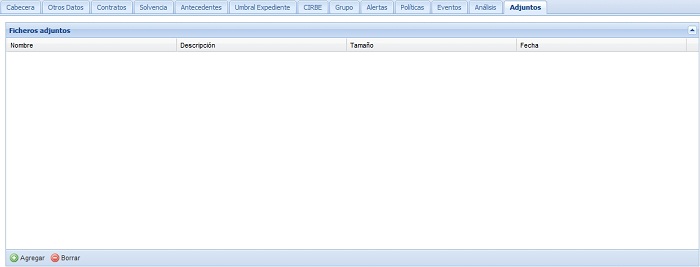 Cabecera Otros Datos Contratos Solvencia Antecedentes Umbral Expediente CIRBE Grupo Alertas Políticas Eventos Análisis Adjuntos
Ficheros adjuntos
Nombre Descripción Tamaño Fecha
Agregar Borrar